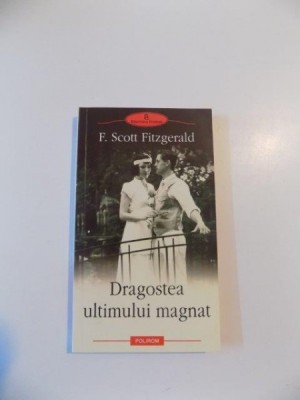 B
F. Scott Fitzgerald
Dragostea
ultimului magnat
POLIROM